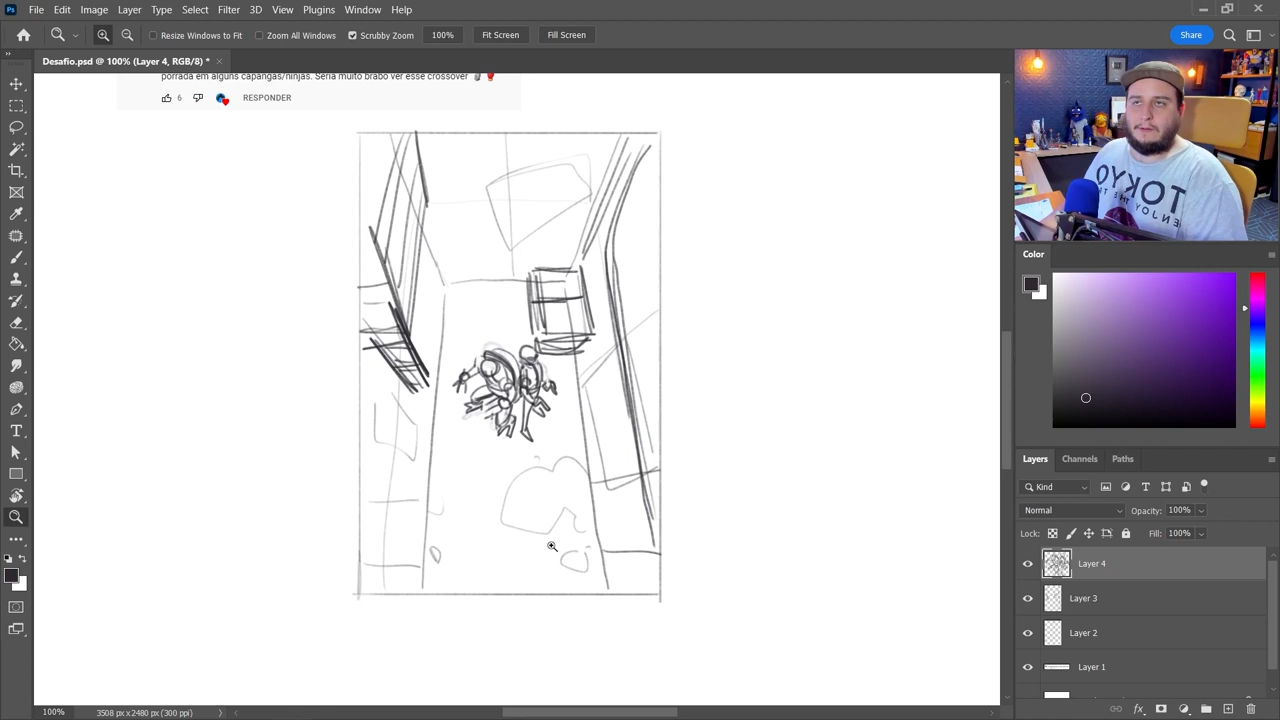 Ps File Edit Image Layer Type Select Filter 3D View Plugins Window Help
Resize Windows to Fit Zoom All Windows Scrubby Zoom 100% Fit Screen Fill Screen Share
Desafio.psd @ 100% (Layer 4, RGB/8) *
porrada em alguns capangas/ninjas. Seria muito brabo ver esse crossover
6 RESPONDER
TOKYO
ENJOY THE
Color
Layers Channels Paths
Kind
Normal Opacity: 100%
Lock: Fill: 100%
Layer 4
Layer 3
Layer 2
Layer 1
100% 3508 px x 2480 px (300 ppi)